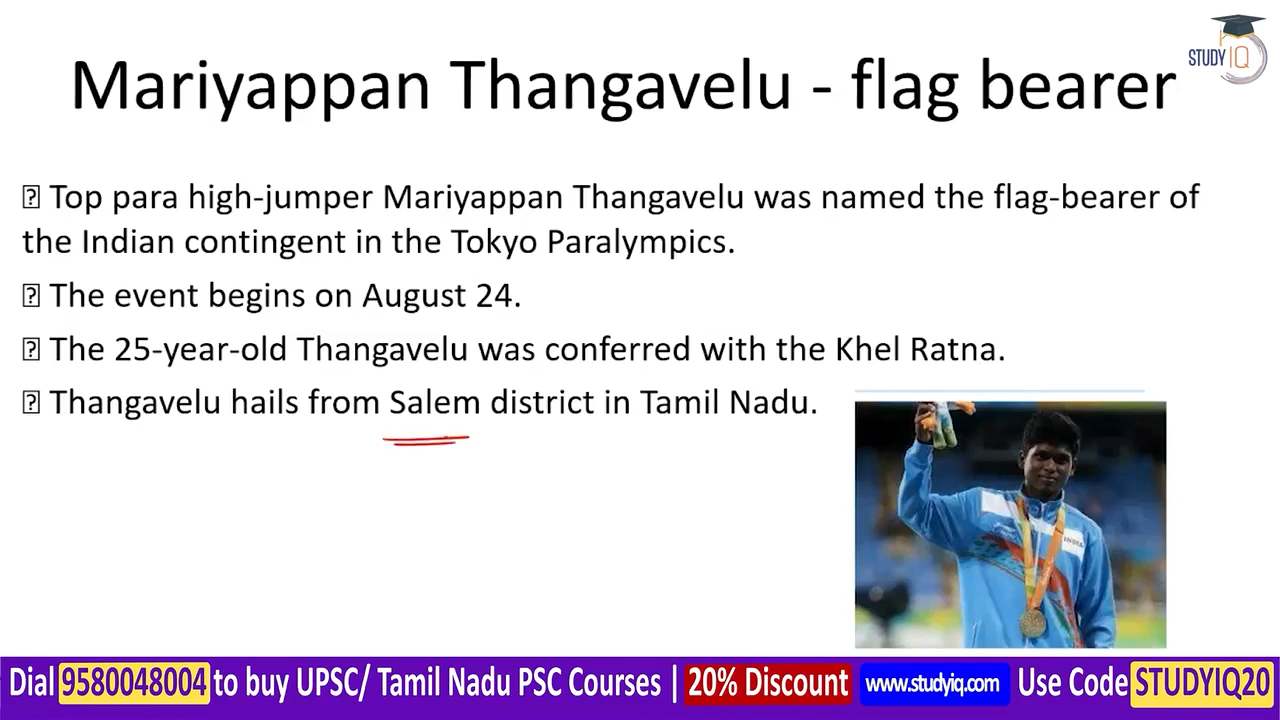 STUDY IQ
Mariyappan Thangavelu - flag bearer
Top para high-jumper Mariyappan Thangavelu was named the flag-bearer of
the Indian contingent in the Tokyo Paralympics.
The event begins on August 24.
The 25-year-old Thangavelu was conferred with the Khel Ratna.
Thangavelu hails from Salem district in Tamil Nadu.
INDIA
Dial 9580048004 to buy UPSC/ Tamil Nadu PSC Courses | 20% Discount www.studyiq.com Use Code STUDYIQ20